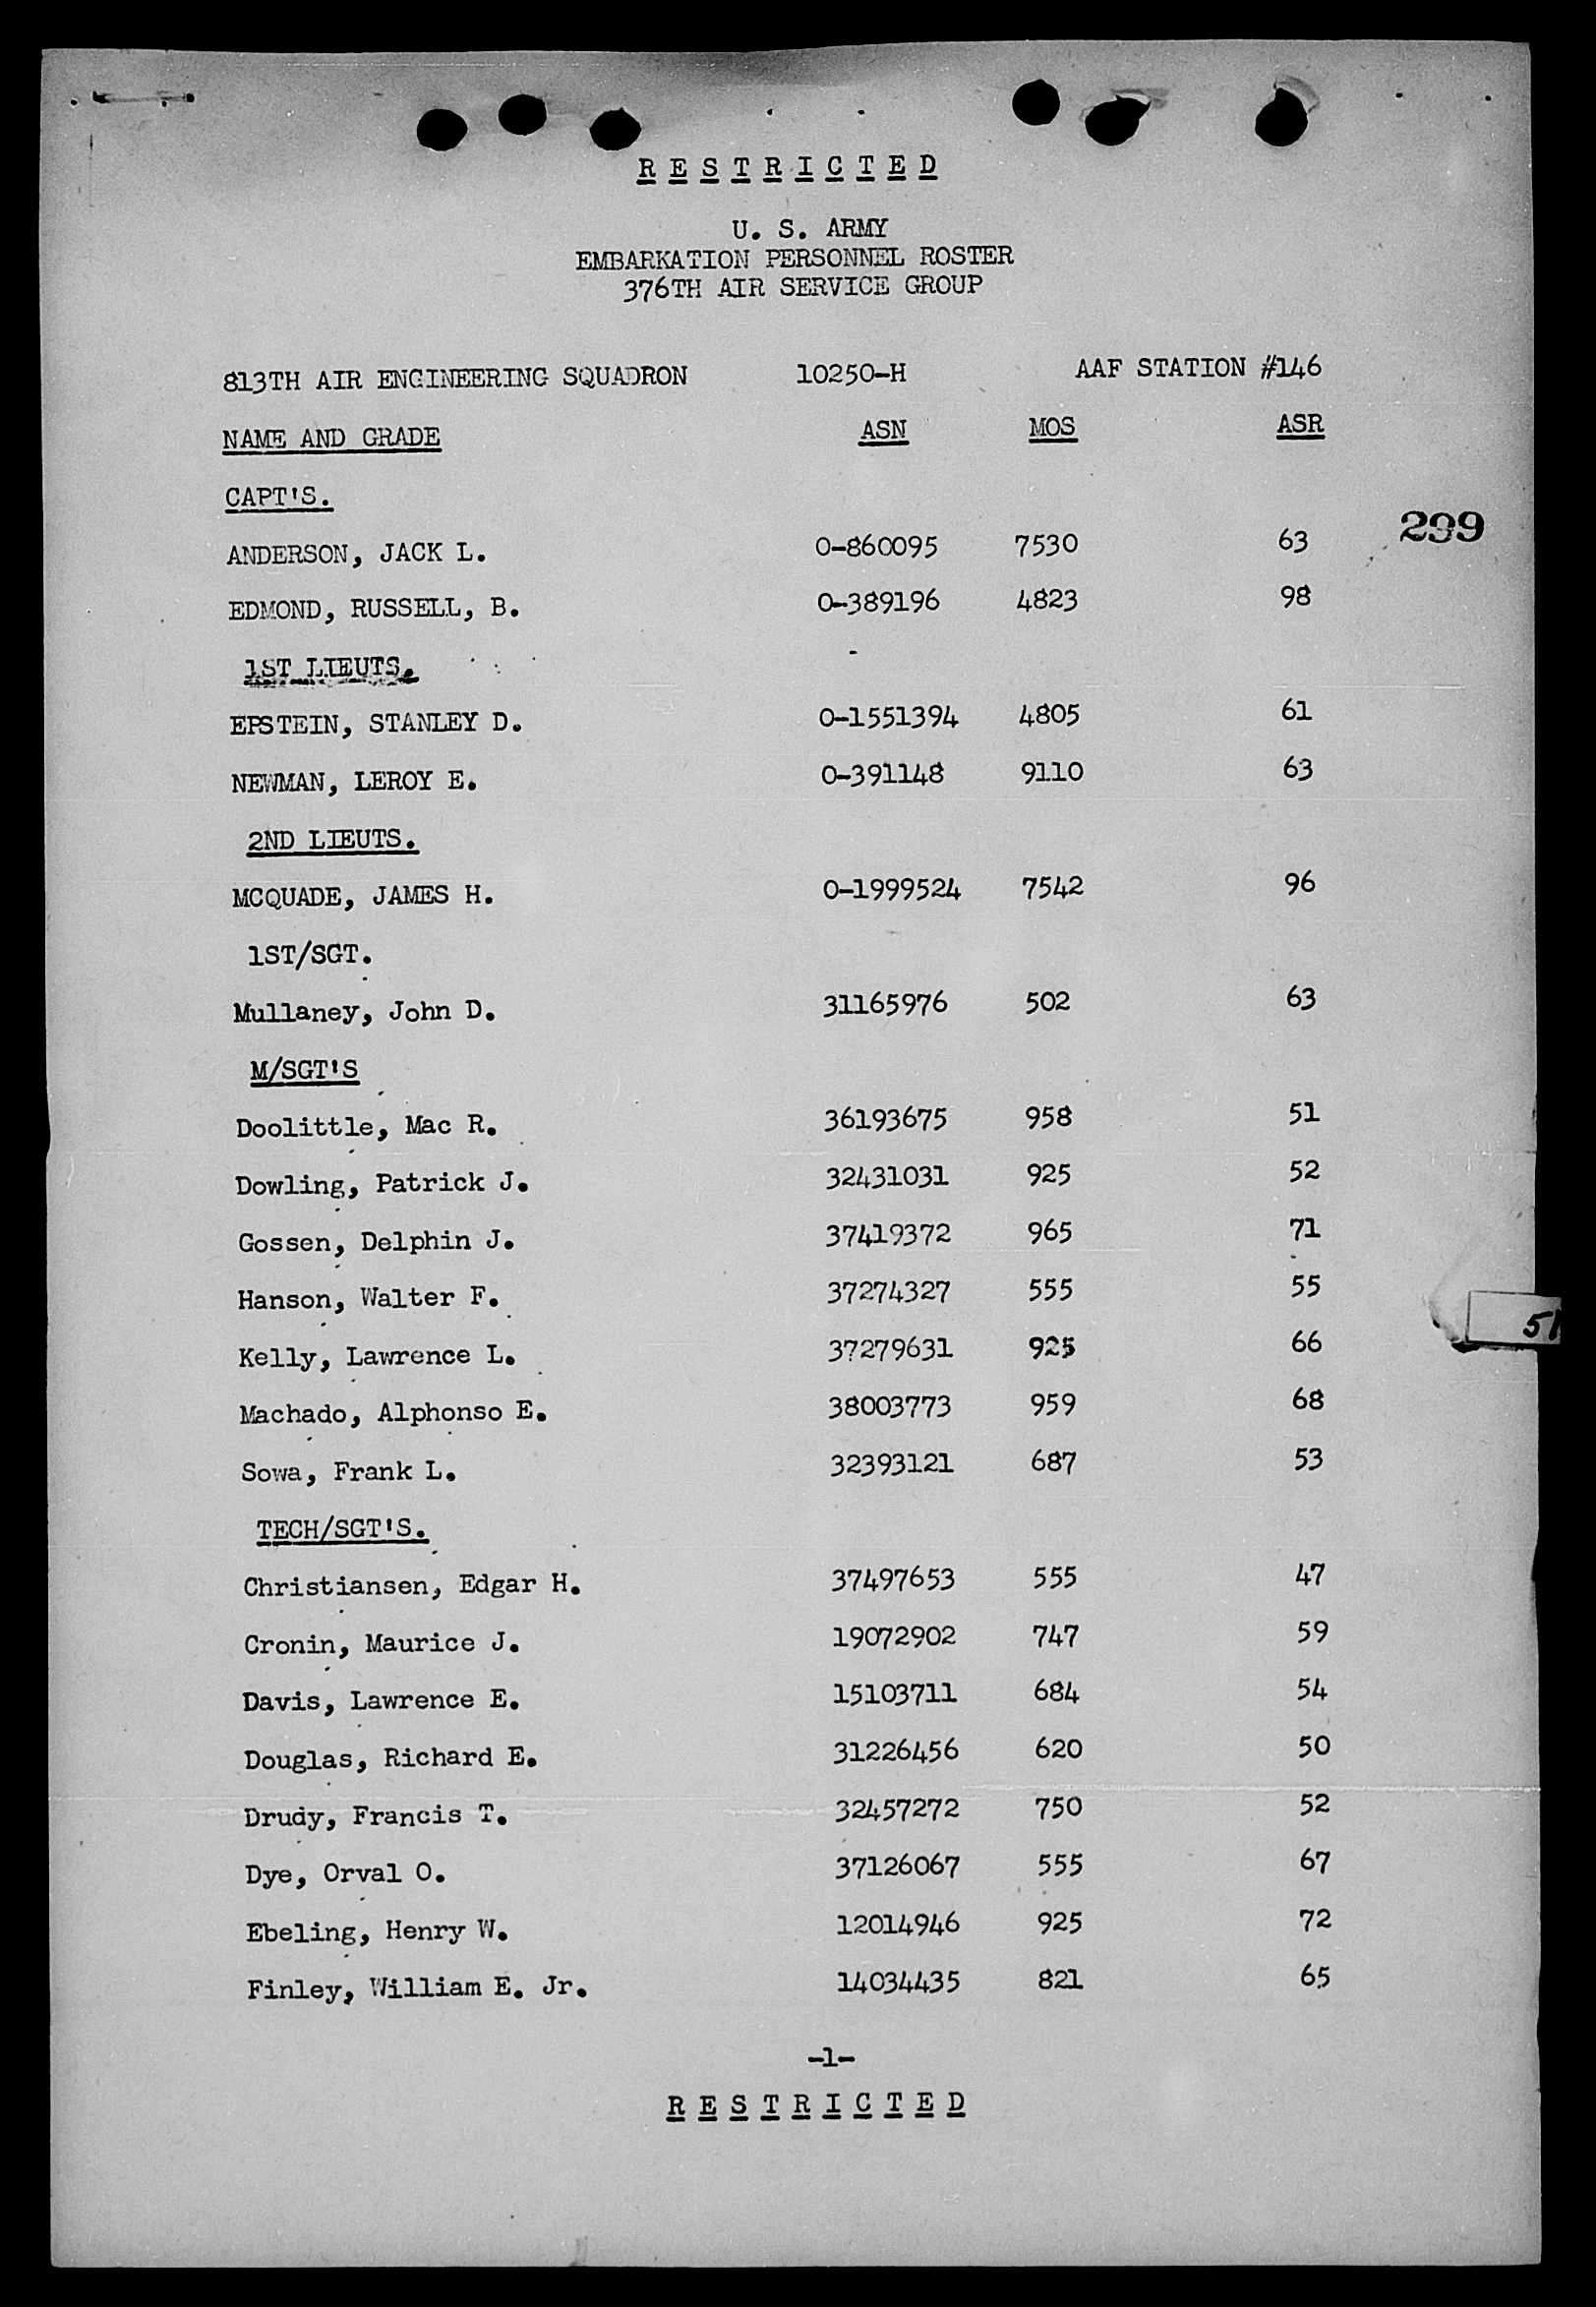 RESTRICTED
U. S. ARMY
EMBARKATION PERSONNEL ROSTER
376TH AIR SERVICE GROUP
813TH AIR ENGINEERING SQUADRON 10250-H AAF STATION #146
NAME AND GRADE ASN MOS ASR
CAPT'S.
299
ANDERSON, JACK L. O-860095 7530 63
EDMOND, RUSSELL, B. O-389196 4823 98
1ST LIEUTS.
EPSTEIN, STANLEY D. O-1551394 4805 61
NEWMAN, LEROY E. O-391148 9110 63
2ND LIEUTS.
MCQUADE, JAMES H. O-1999524 7542 96
1ST/SGT.
Mullaney, John D. 31165976 502 63
M/SGT'S
Doolittle, Mac R. 36193675 958 51
Dowling, Patrick J. 32431031 925 52
Gossen, Delphin J. 37419372 965 71
Hanson, Walter F. 37274327 555 55
51
Kelly, Lawrence L. 37279631 925 66
Machado, Alphonso E. 38003773 959 68
Sowa, Frank L. 32393121 687 53
TECH/SGT'S.
Christiansen, Edgar H. 37497653 555 47
Cronin, Maurice J. 19072902 747 59
Davis, Lawrence E. 15103711 684 54
Douglas, Richard E. 31226456 620 50
Drudy, Francis T. 32457272 750 52
Dye, Orval O. 37126067 555 67
Ebeling, Henry W. 12014946 925 72
Finley, William E. Jr. 14034435 821 65
-1-
RESTRICTED